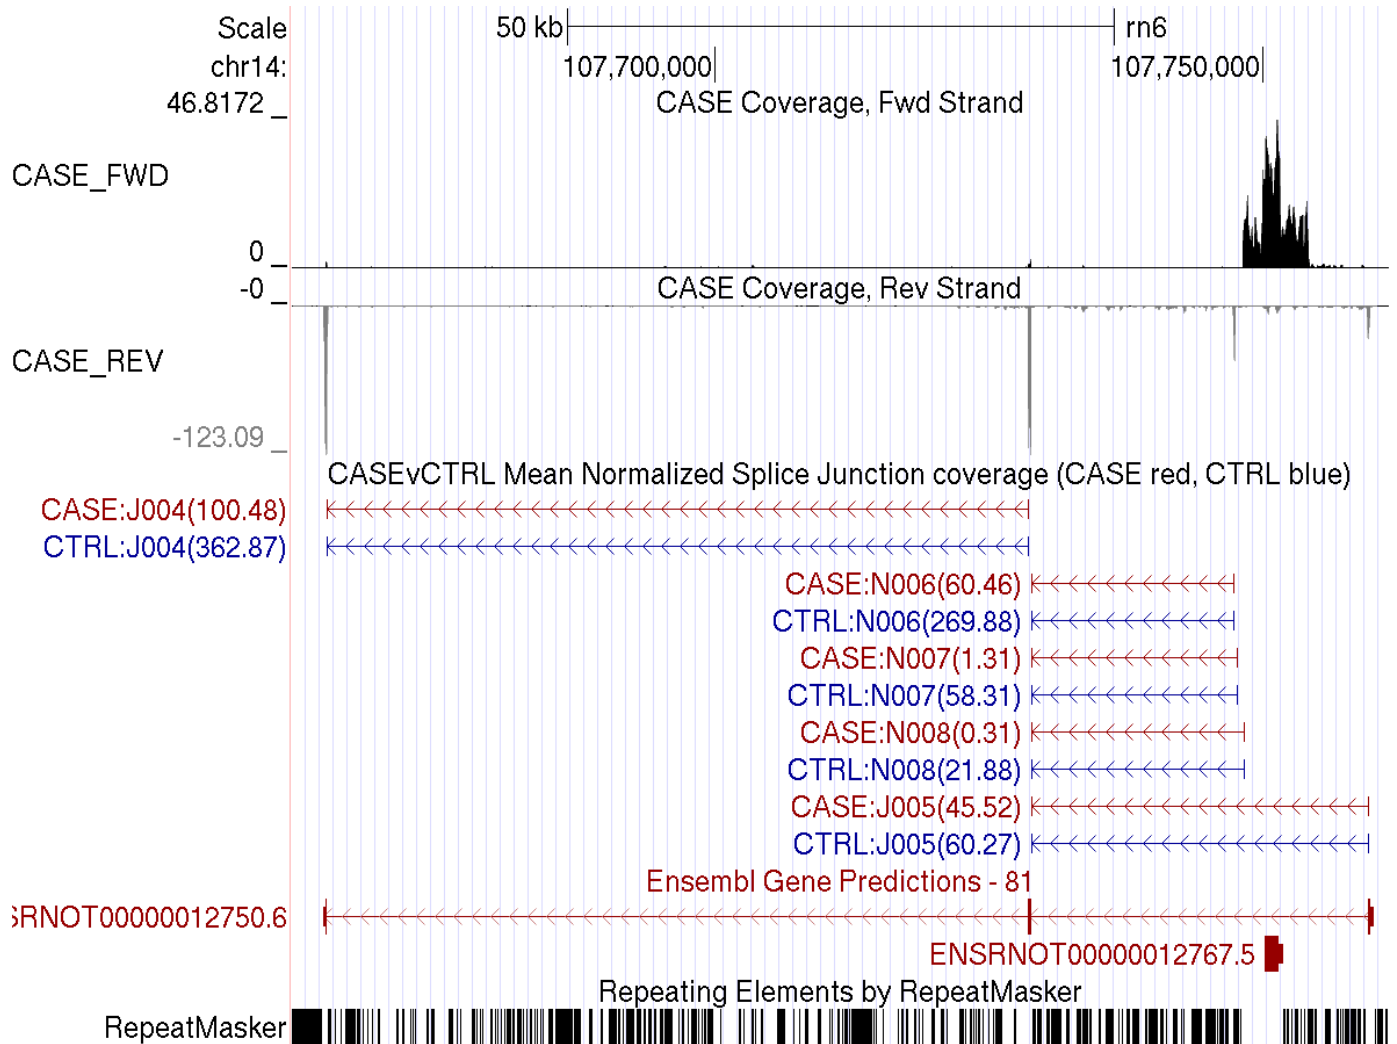 Scale 50 kb rn6
chr14: 107,700,000 107,750,000
46.8172 _ CASE Coverage, Fwd Strand
CASE_FWD
0 _
-0 _ CASE Coverage, Rev Strand
CASE_REV
-123.09 _
CASEvCTRL Mean Normalized Splice Junction coverage (CASE red, CTRL blue)
CASE:J004(100.48)
CTRL:J004(362.87)
CASE:N006(60.46)
CTRL:N006(269.88)
CASE:N007(1.31)
CTRL:N007(58.31)
CASE:N008(0.31)
CTRL:N008(21.88)
CASE:J005(45.52)
CTRL:J005(60.27)
Ensembl Gene Predictions - 81
SRNOT00000012750.6
ENSRNOT00000012767.5
Repeating Elements by RepeatMasker
RepeatMasker